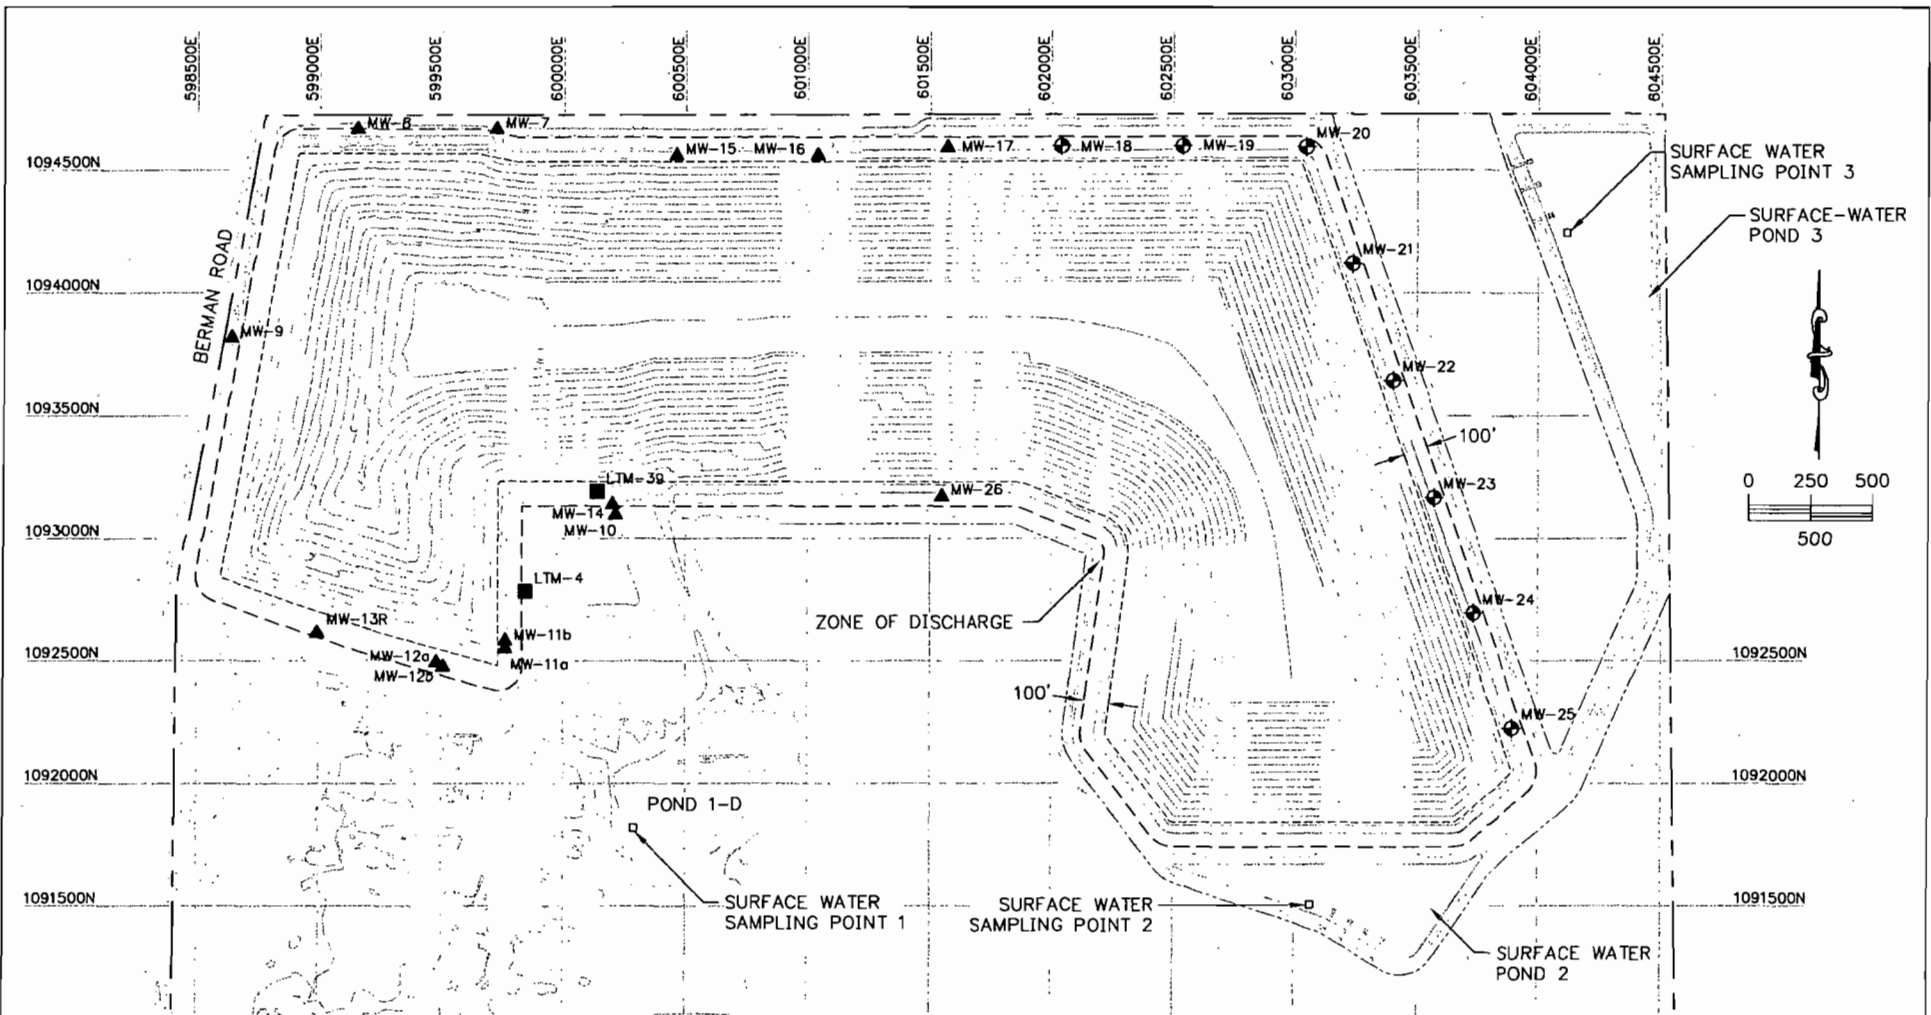 598500E
599000E
599500E
600000E
600500E
601000E
601500E
602000E
602500E
603000E
603500E
604000E
604500E
MW-8
MW-7
MW-15
MW-16
MW-17
MW-18
MW-19
MW-20
SURFACE WATER
SAMPLING POINT 3
1094500N
SURFACE-WATER
POND 3
BERMAN ROAD
MW-21
1094000N
MW-9
MW-22
1093500N
100'
LTM-39
MW-26
MW-23
0 250 500
500
MW-14
MW-10
1093000N
LTM-4
MW-24
ZONE OF DISCHARGE
MW-13R
MW-11b
MW-12a
MW-11a
MW-12b
1092500N
1092500N
100'
MW-25
1092000N
1092000N
POND 1-D
1091500N
SURFACE WATER
SAMPLING POINT 1
SURFACE WATER
SAMPLING POINT 2
1091500N
SURFACE WATER
POND 2